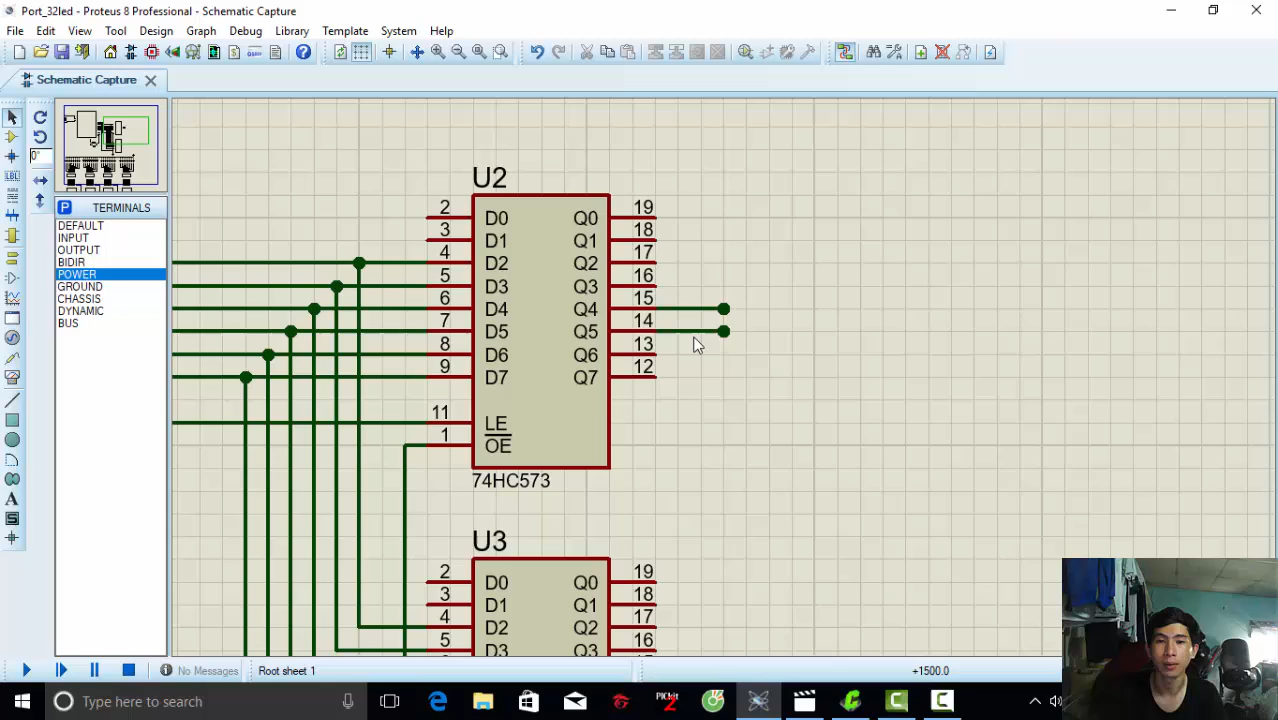 Port_32led - Proteus 8 Professional - Schematic Capture
File Edit View Tool Design Graph Debug Library Template System Help
Schematic Capture
0°
P TERMINALS
DEFAULT
INPUT
OUTPUT
BIDIR
POWER
GROUND
CHASSIS
DYNAMIC
BUS
U2
2 D0 Q0 19
3 D1 Q1 18
4 D2 Q2 17
5 D3 Q3 16
6 D4 Q4 15
7 D5 Q5 14
8 D6 Q6 13
9 D7 Q7 12
11 LE
1 OE
74HC573
U3
2 D0 Q0 19
3 D1 Q1 18
4 D2 Q2 17
5 D3 Q3 16
No Messages Root sheet 1 +1500.0
Type here to search
PICkit 2